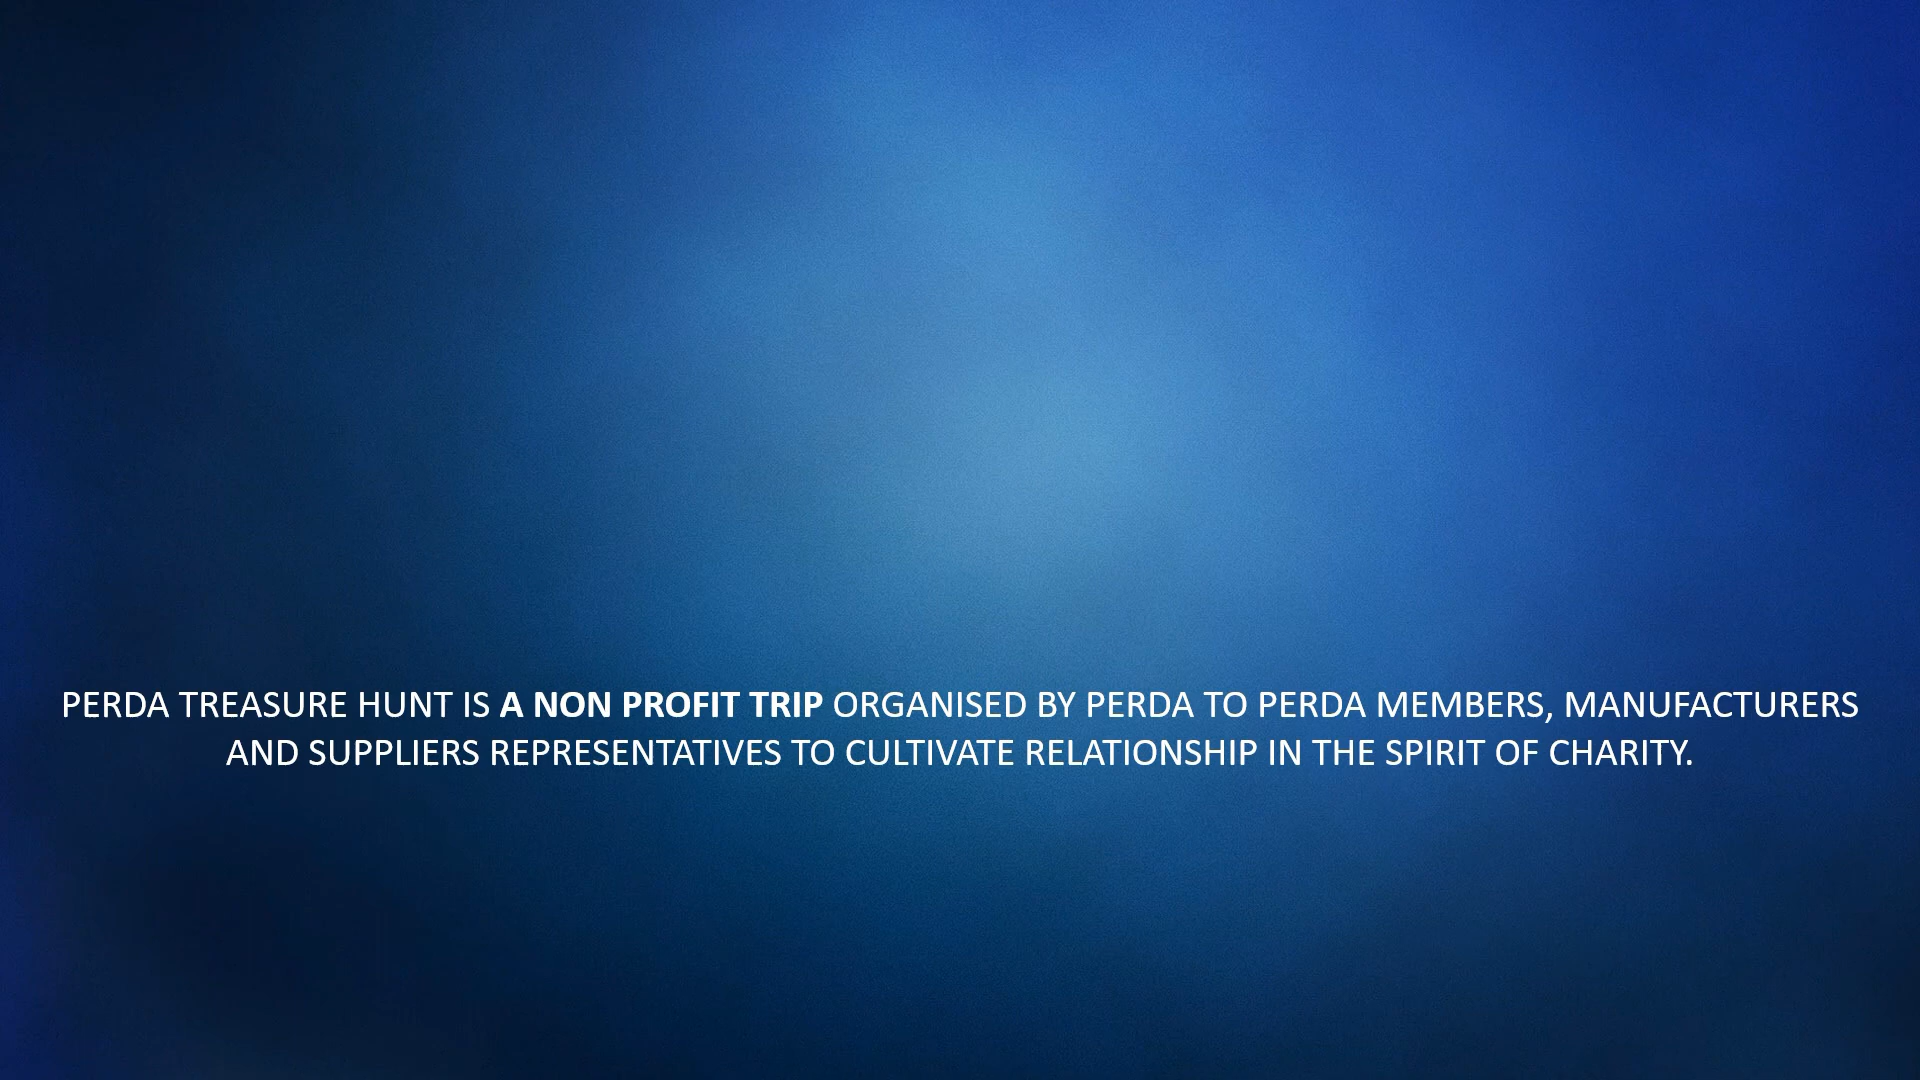 PERDA TREASURE HUNT IS A NON PROFIT TRIP ORGANISED BY PERDA TO PERDA MEMBERS, MANUFACTURERS
AND SUPPLIERS REPRESENTATIVES TO CULTIVATE RELATIONSHIP IN THE SPIRIT OF CHARITY.